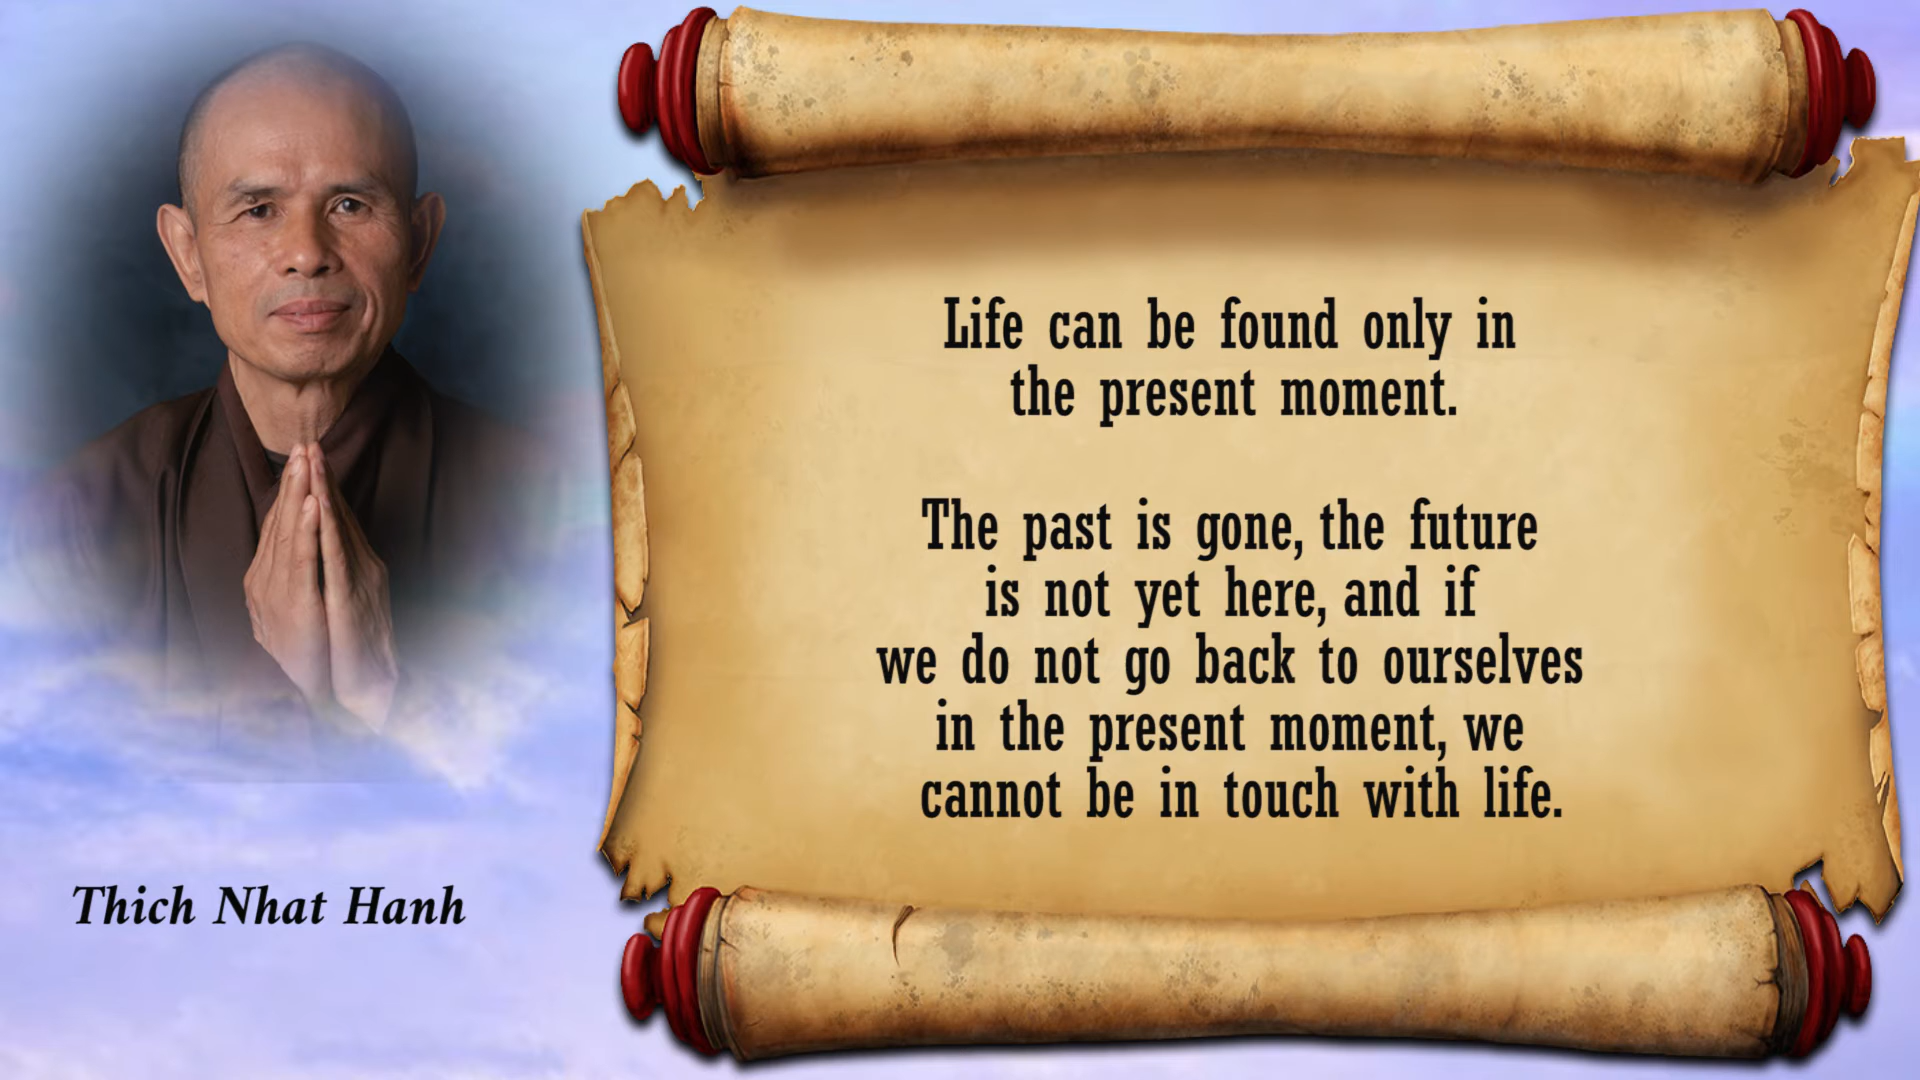 Life can be found only in
the present moment.
The past is gone, the future
is not yet here, and if
we do not go back to ourselves
in the present moment, we
cannot be in touch with life.
Thich Nhat Hanh